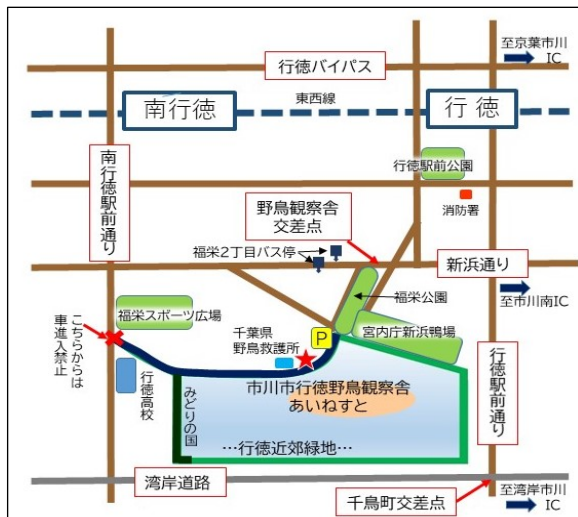 至京葉市川
IC
行徳バイパス
南行徳
東西線
行徳
南行徳駅前通り
行徳駅前公園
消防署
野鳥観察舎
交差点
福栄2丁目バス停
新浜通り
至市川南IC
福栄公園
福栄スポーツ広場
こちらからは
車進入禁止
千葉県
野鳥救護所
P
宮内庁新浜鴨場
行徳高校
みどりの国
市川市行徳野鳥観察舎
あいねすと
行徳駅前通り
…行徳近郊緑地…
湾岸道路
千鳥町交差点
至湾岸市川
IC